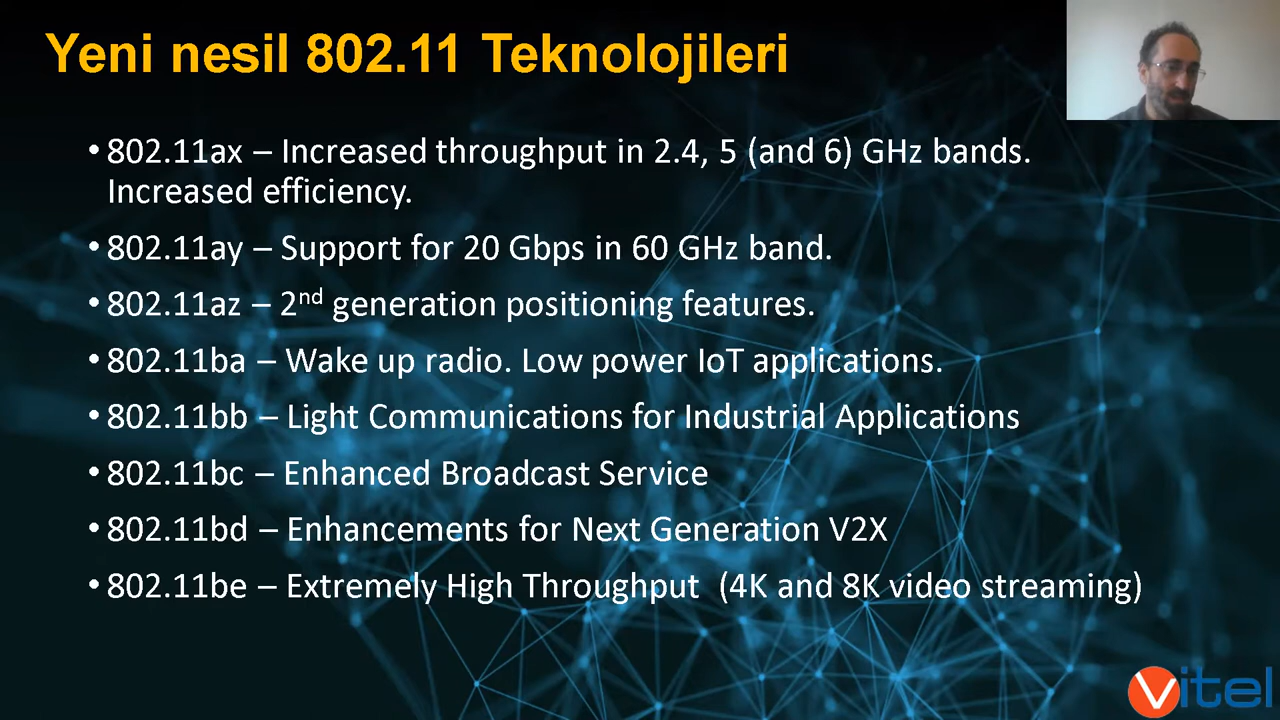 Yeni nesil 802.11 Teknolojileri
• 802.11ax – Increased throughput in 2.4, 5 (and 6) GHz bands.
Increased efficiency.
• 802.11ay – Support for 20 Gbps in 60 GHz band.
• 802.11az – 2nd generation positioning features.
• 802.11ba – Wake up radio. Low power IoT applications.
• 802.11bb – Light Communications for Industrial Applications
• 802.11bc – Enhanced Broadcast Service
• 802.11bd – Enhancements for Next Generation V2X
• 802.11be – Extremely High Throughput (4K and 8K video streaming)
Vitel